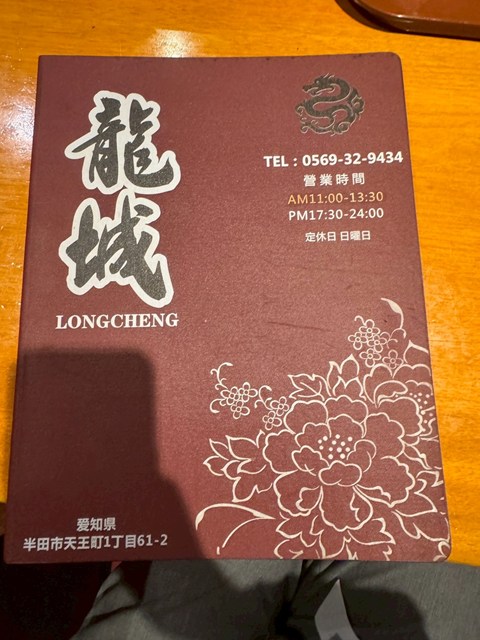 龍城
LONGCHENG
TEL : 0569-32-9434
營業時間
AM11:00-13:30
PM17:30-24:00
定休日 日曜日
愛知県
半田市天王町1丁目61-2